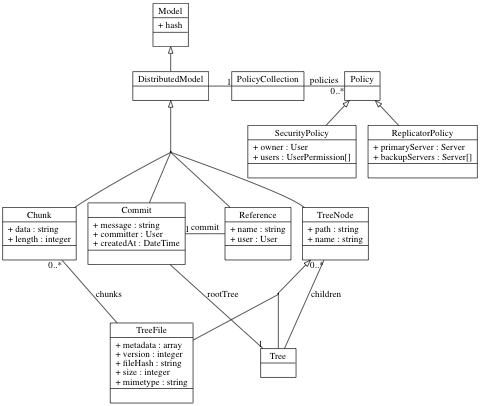 Model
+ hash
DistributedModel
1
PolicyCollection
policies
0..*
Policy
SecurityPolicy
+ owner : User
+ users : UserPermission[]
ReplicatorPolicy
+ primaryServer : Server
+ backupServers : Server[]
Chunk
+ data : string
+ length : integer
0..*
Commit
+ message : string
+ committer : User
+ createdAt : DateTime
1
commit
Reference
+ name : string
+ user : User
TreeNode
+ path : string
+ name : string
0..*
chunks
rootTree
children
TreeFile
+ metadata : array
+ version : integer
+ fileHash : string
+ size : integer
+ mimetype : string
1
Tree